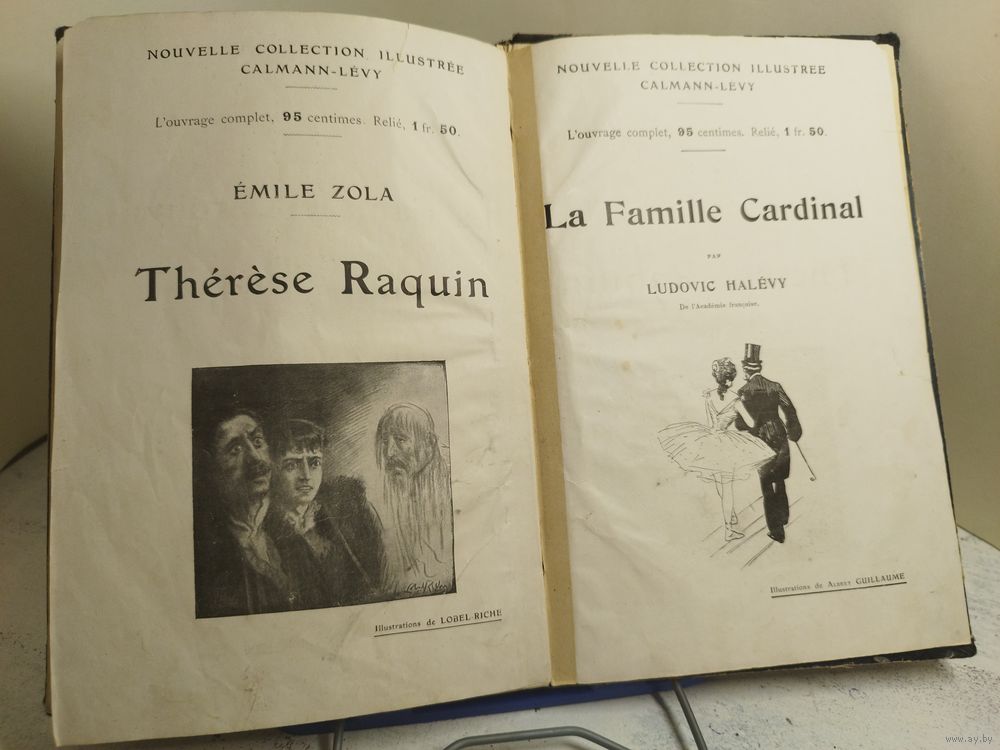 NOUVELLE COLLECTION ILLUSTRÉE
CALMANN-LÉVY
L'ouvrage complet, 95 centimes. Relié, 1 fr. 50.
ÉMILE ZOLA
Thérèse Raquin
Illustrations de LOBEL-RICHE
NOUVELLE COLLECTION ILLUSTREE
CALMANN-LÉVY
L'ouvrage complet, 95 centimes. Relié, 1 fr. 50.
La Famille Cardinal
PAR
LUDOVIC HALÉVY
De l'Académie française.
Illustrations de ALBERT GUILLAUME
www.ay.by